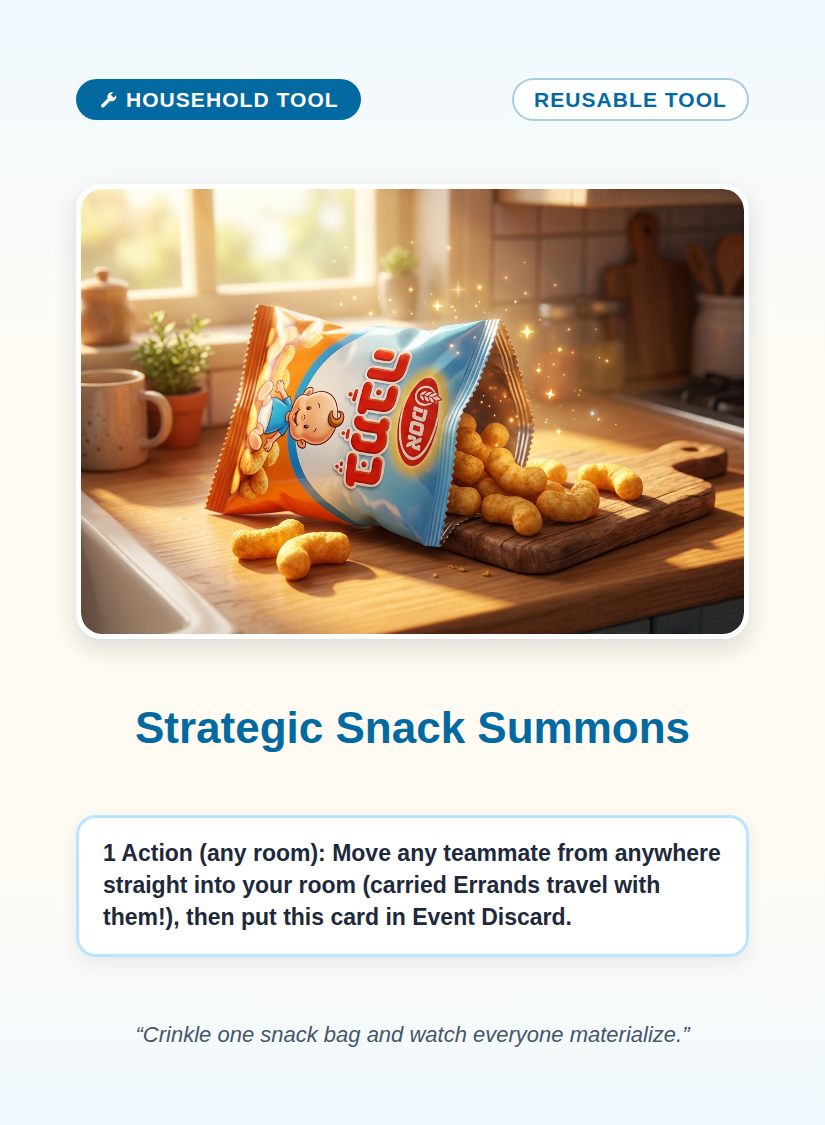 HOUSEHOLD TOOL
REUSABLE TOOL
אסם
במבה
Strategic Snack Summons
1 Action (any room): Move any teammate from anywhere
straight into your room (carried Errands travel with
them!), then put this card in Event Discard.
“Crinkle one snack bag and watch everyone materialize.”